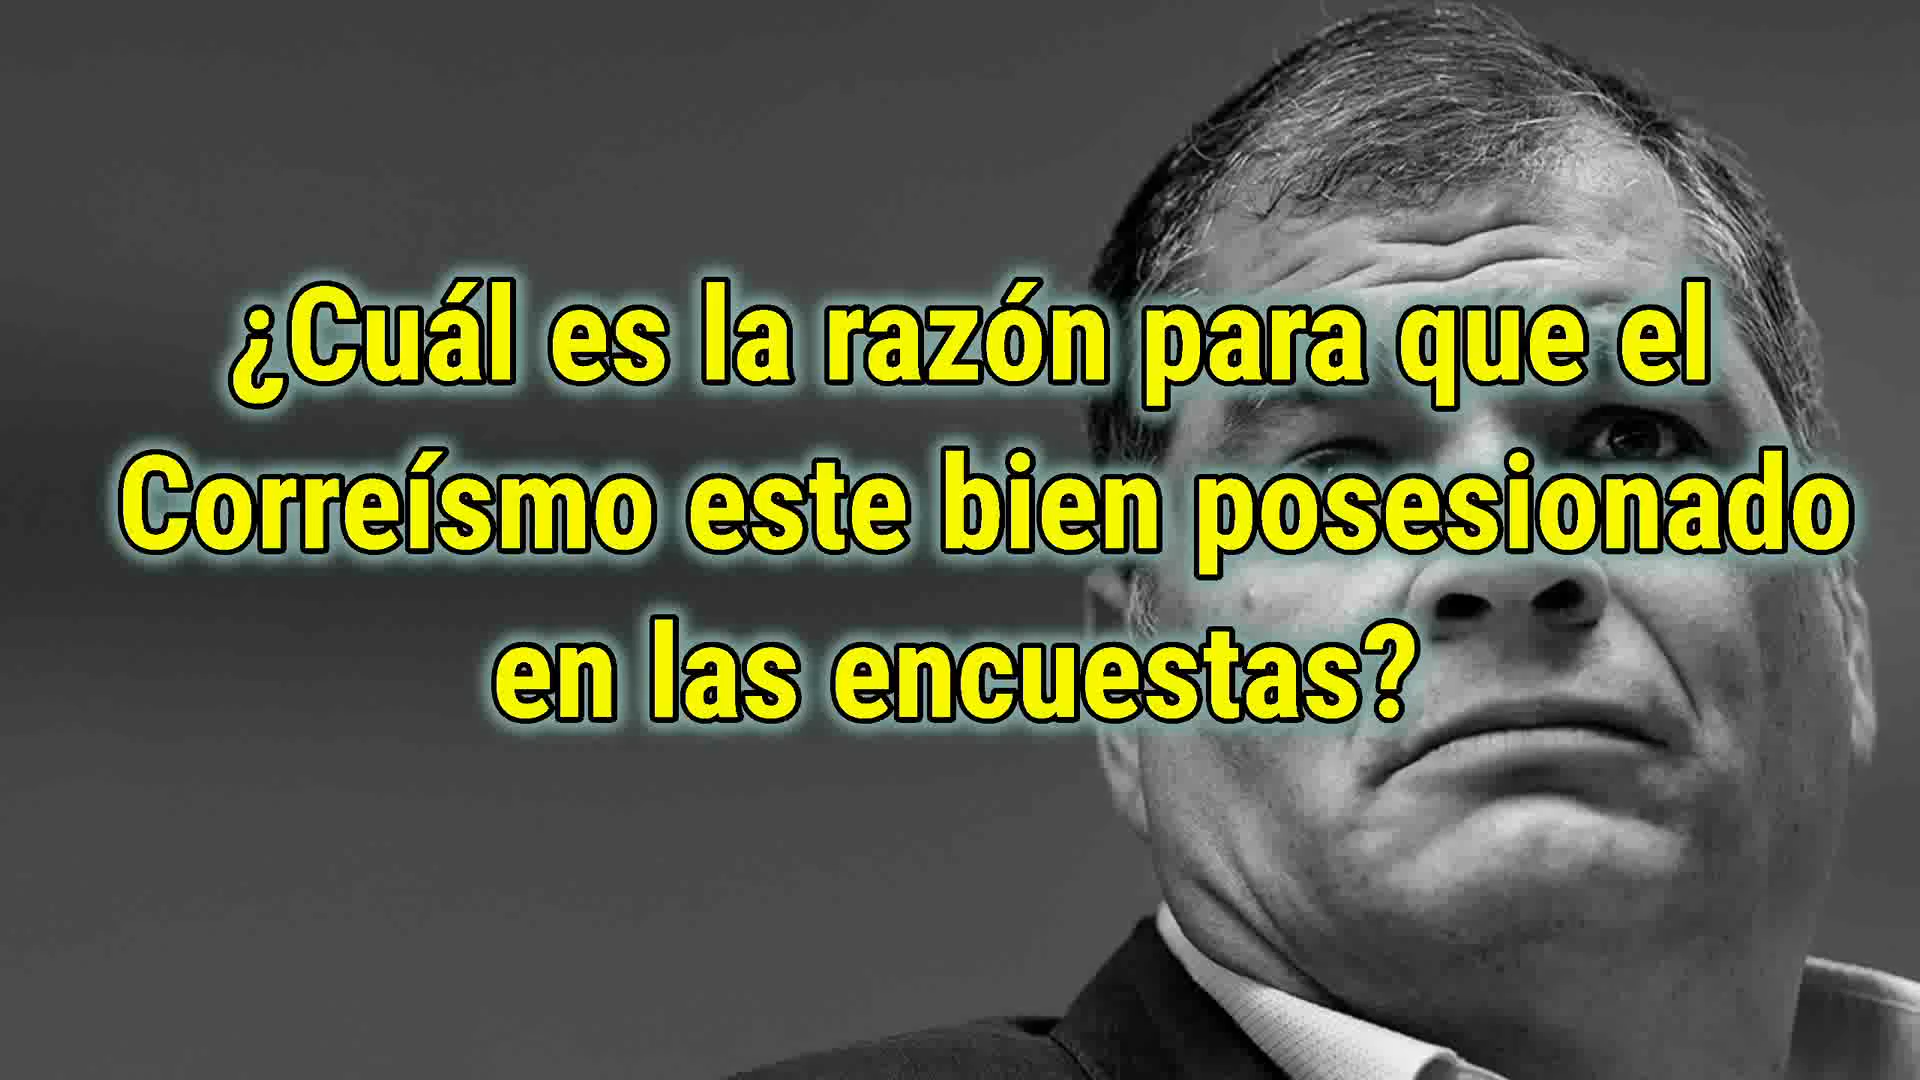 ¿Cuál es la razón para que el
Correísmo este bien posesionado
en las encuestas?